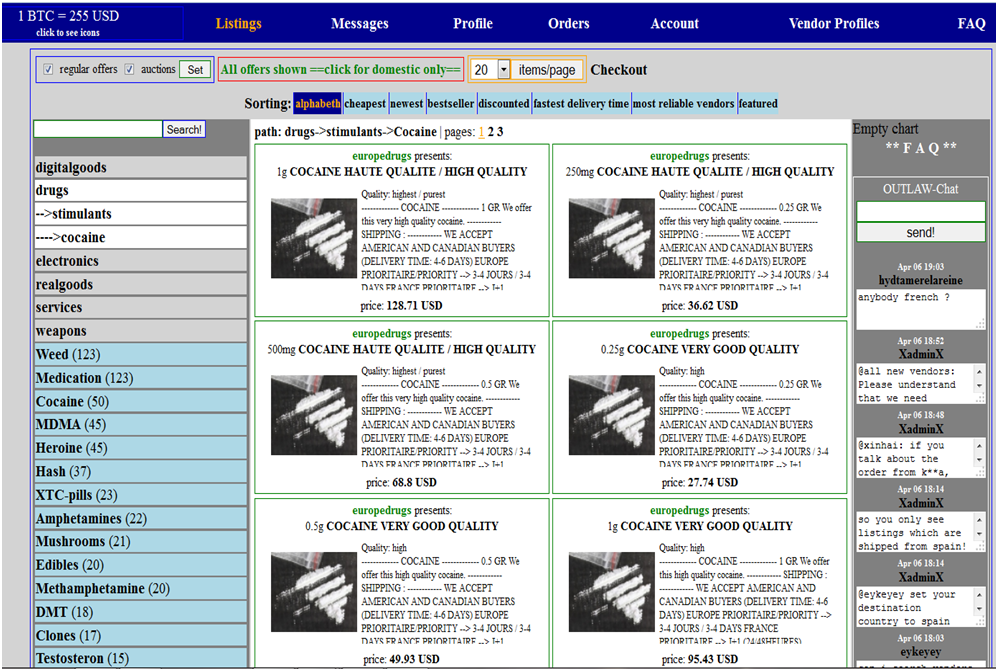 1 BTC = 255 USD
click to see icons
Listings
Messages
Profile
Orders
Account
Vendor Profiles
FAQ
regular offers
auctions
Set
All offers shown ==click for domestic only==
20
items/page
Checkout
Sorting:
alphabeth
cheapest
newest
bestseller
discounted
fastest delivery time
most reliable vendors
featured
Search!
digitalgoods
drugs
-->stimulants
---->cocaine
electronics
realgoods
services
weapons
Weed (123)
Medication (123)
Cocaine (50)
MDMA (45)
Heroine (45)
Hash (37)
XTC-pills (23)
Amphetamines (22)
Mushrooms (21)
Edibles (20)
Methamphetamine (20)
DMT (18)
Clones (17)
Testosteron (15)
path: drugs->stimulants->Cocaine | pages: 1 2 3
europedrugs presents:
1g COCAINE HAUTE QUALITE / HIGH QUALITY
Quality: highest / purest
------------ COCAINE ------------ 1 GR We
offer this very high quality cocaine. -----------
SHIPPING : ----------- WE ACCEPT
AMERICAN AND CANADIAN BUYERS
(DELIVERY TIME: 4-6 DAYS) EUROPE
PRIORITAIRE/PRIORITY --> 3-4 JOURS / 3-4
DAYS FRANCE PRIORITAIRE --> J+1
price: 128.71 USD
europedrugs presents:
250mg COCAINE HAUTE QUALITE / HIGH QUALITY
Quality: highest / purest
------------ COCAINE ------------ 0.25 GR We
offer this very high quality cocaine. -----------
SHIPPING : ----------- WE ACCEPT
AMERICAN AND CANADIAN BUYERS
(DELIVERY TIME: 4-6 DAYS) EUROPE
PRIORITAIRE/PRIORITY --> 3-4 JOURS / 3-4
DAYS FRANCE PRIORITAIRE --> J+1
price: 36.62 USD
europedrugs presents:
500mg COCAINE HAUTE QUALITE / HIGH QUALITY
Quality: highest / purest
------------ COCAINE ------------ 0.5 GR We
offer this very high quality cocaine. -----------
SHIPPING : ----------- WE ACCEPT
AMERICAN AND CANADIAN BUYERS
(DELIVERY TIME: 4-6 DAYS) EUROPE
PRIORITAIRE/PRIORITY --> 3-4 JOURS / 3-4
DAYS FRANCE PRIORITAIRE --> J+1
price: 68.8 USD
europedrugs presents:
0.25g COCAINE VERY GOOD QUALITY
Quality: high
------------ COCAINE ------------ 0.25 GR We
offer this high quality cocaine. -----------
SHIPPING : ----------- WE ACCEPT
AMERICAN AND CANADIAN BUYERS
(DELIVERY TIME: 4-6 DAYS) EUROPE
PRIORITAIRE/PRIORITY --> 3-4 JOURS / 3-4
DAYS FRANCE PRIORITAIRE --> J+1
price: 27.74 USD
europedrugs presents:
0.5g COCAINE VERY GOOD QUALITY
Quality: high
------------ COCAINE ------------ 0.5 GR We
offer this high quality cocaine. -----------
SHIPPING : ----------- WE ACCEPT
AMERICAN AND CANADIAN BUYERS
(DELIVERY TIME: 4-6 DAYS) EUROPE
PRIORITAIRE/PRIORITY --> 3-4 JOURS / 3-4
DAYS FRANCE PRIORITAIRE --> J+1
price: 49.93 USD
europedrugs presents:
1g COCAINE VERY GOOD QUALITY
Quality: high
------------ COCAINE ------------ 1 GR We offer
this high quality cocaine. ----------- SHIPPING :
----------- WE ACCEPT AMERICAN AND
CANADIAN BUYERS (DELIVERY TIME: 4-6
DAYS) EUROPE PRIORITAIRE/PRIORITY -->
3-4 JOURS / 3-4 DAYS FRANCE
PRIORITAIRE --> J+1 (24/48HEURES)
price: 95.43 USD
Empty chart
** F A Q **
OUTLAW-Chat
send!
Apr 06 19:03
hydtamerelareine
anybody french ?
Apr 06 18:52
XadminX
@all new vendors:
Please understand
that we need
Apr 06 18:48
XadminX
@xinhai: if you
talk about the
order from k**a,
Apr 06 18:14
XadminX
so you only see
listings which are
shipped from spain!
Apr 06 18:14
XadminX
@eykeyey set your
destination
country to spain
Apr 06 18:03
eykeyey